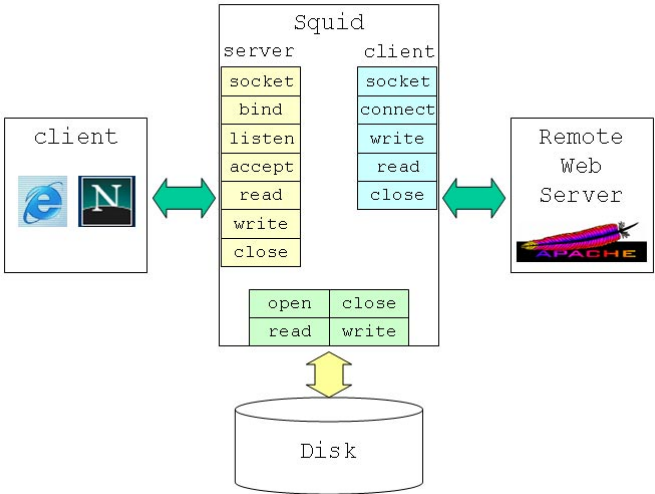 Squid
server
client
socket
bind
listen
accept
read
write
close
socket
connect
write
read
close
client
N
Remote
Web
Server
APACHE
open close
read write
Disk